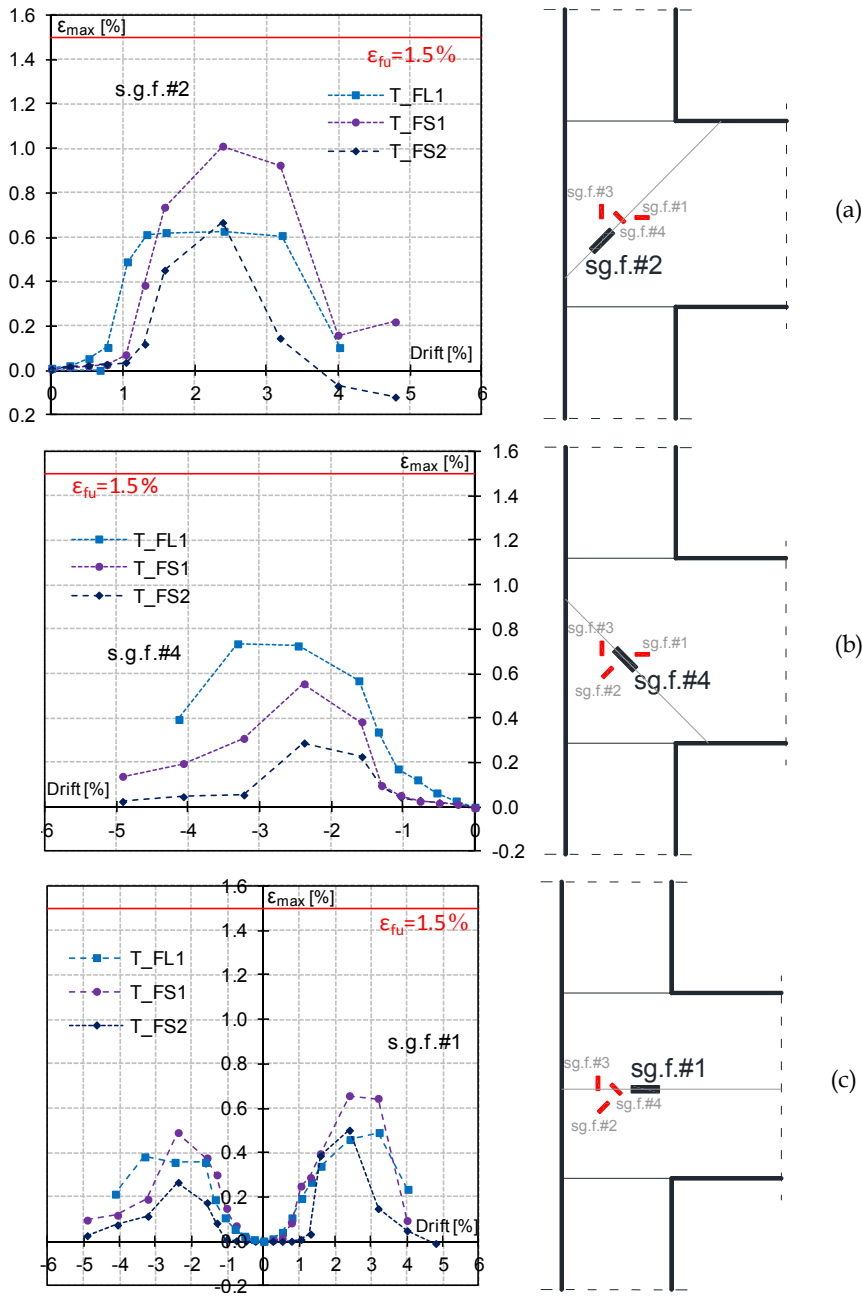 1.6
ε_max [%]
1.4
ε_fu=1.5%
s.g.f.#2
1.2
T_FL1
1.0
T_FS1
T_FS2
0.8
0.6
0.4
0.2
Drift [%]
0.0
0 1 2 3 4 5 6
0.2
sg.f.#3
sg.f.#1
sg.f.#4
sg.f.#2
(a)
1.6
ε_max [%]
ε_fu=1.5%
1.4
1.2
T_FL1
T_FS1
1.0
T_FS2
0.8
s.g.f.#4
0.6
0.4
0.2
Drift [%]
0.0
-6 -5 -4 -3 -2 -1 0
-0.2
sg.f.#3
sg.f.#1
sg.f.#2
sg.f.#4
(b)
1.6
ε_max [%]
1.4
ε_fu=1.5%
T_FL1
1.2
T_FS1
1.0
T_FS2
s.g.f.#1
0.8
0.6
0.4
0.2
Drift [%]
0.0
-6 -5 -4 -3 -2 -1 0 1 2 3 4 5 6
-0.2
sg.f.#3
sg.f.#1
sg.f.#4
sg.f.#2
(c)